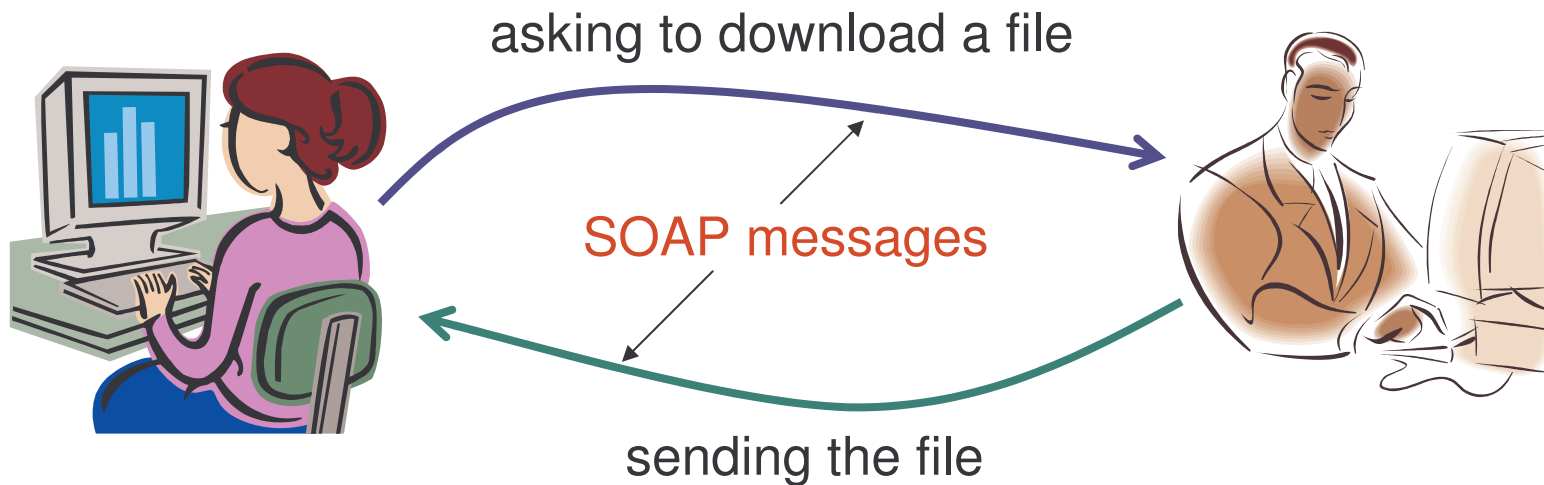 asking to download a file
SOAP messages
sending the file